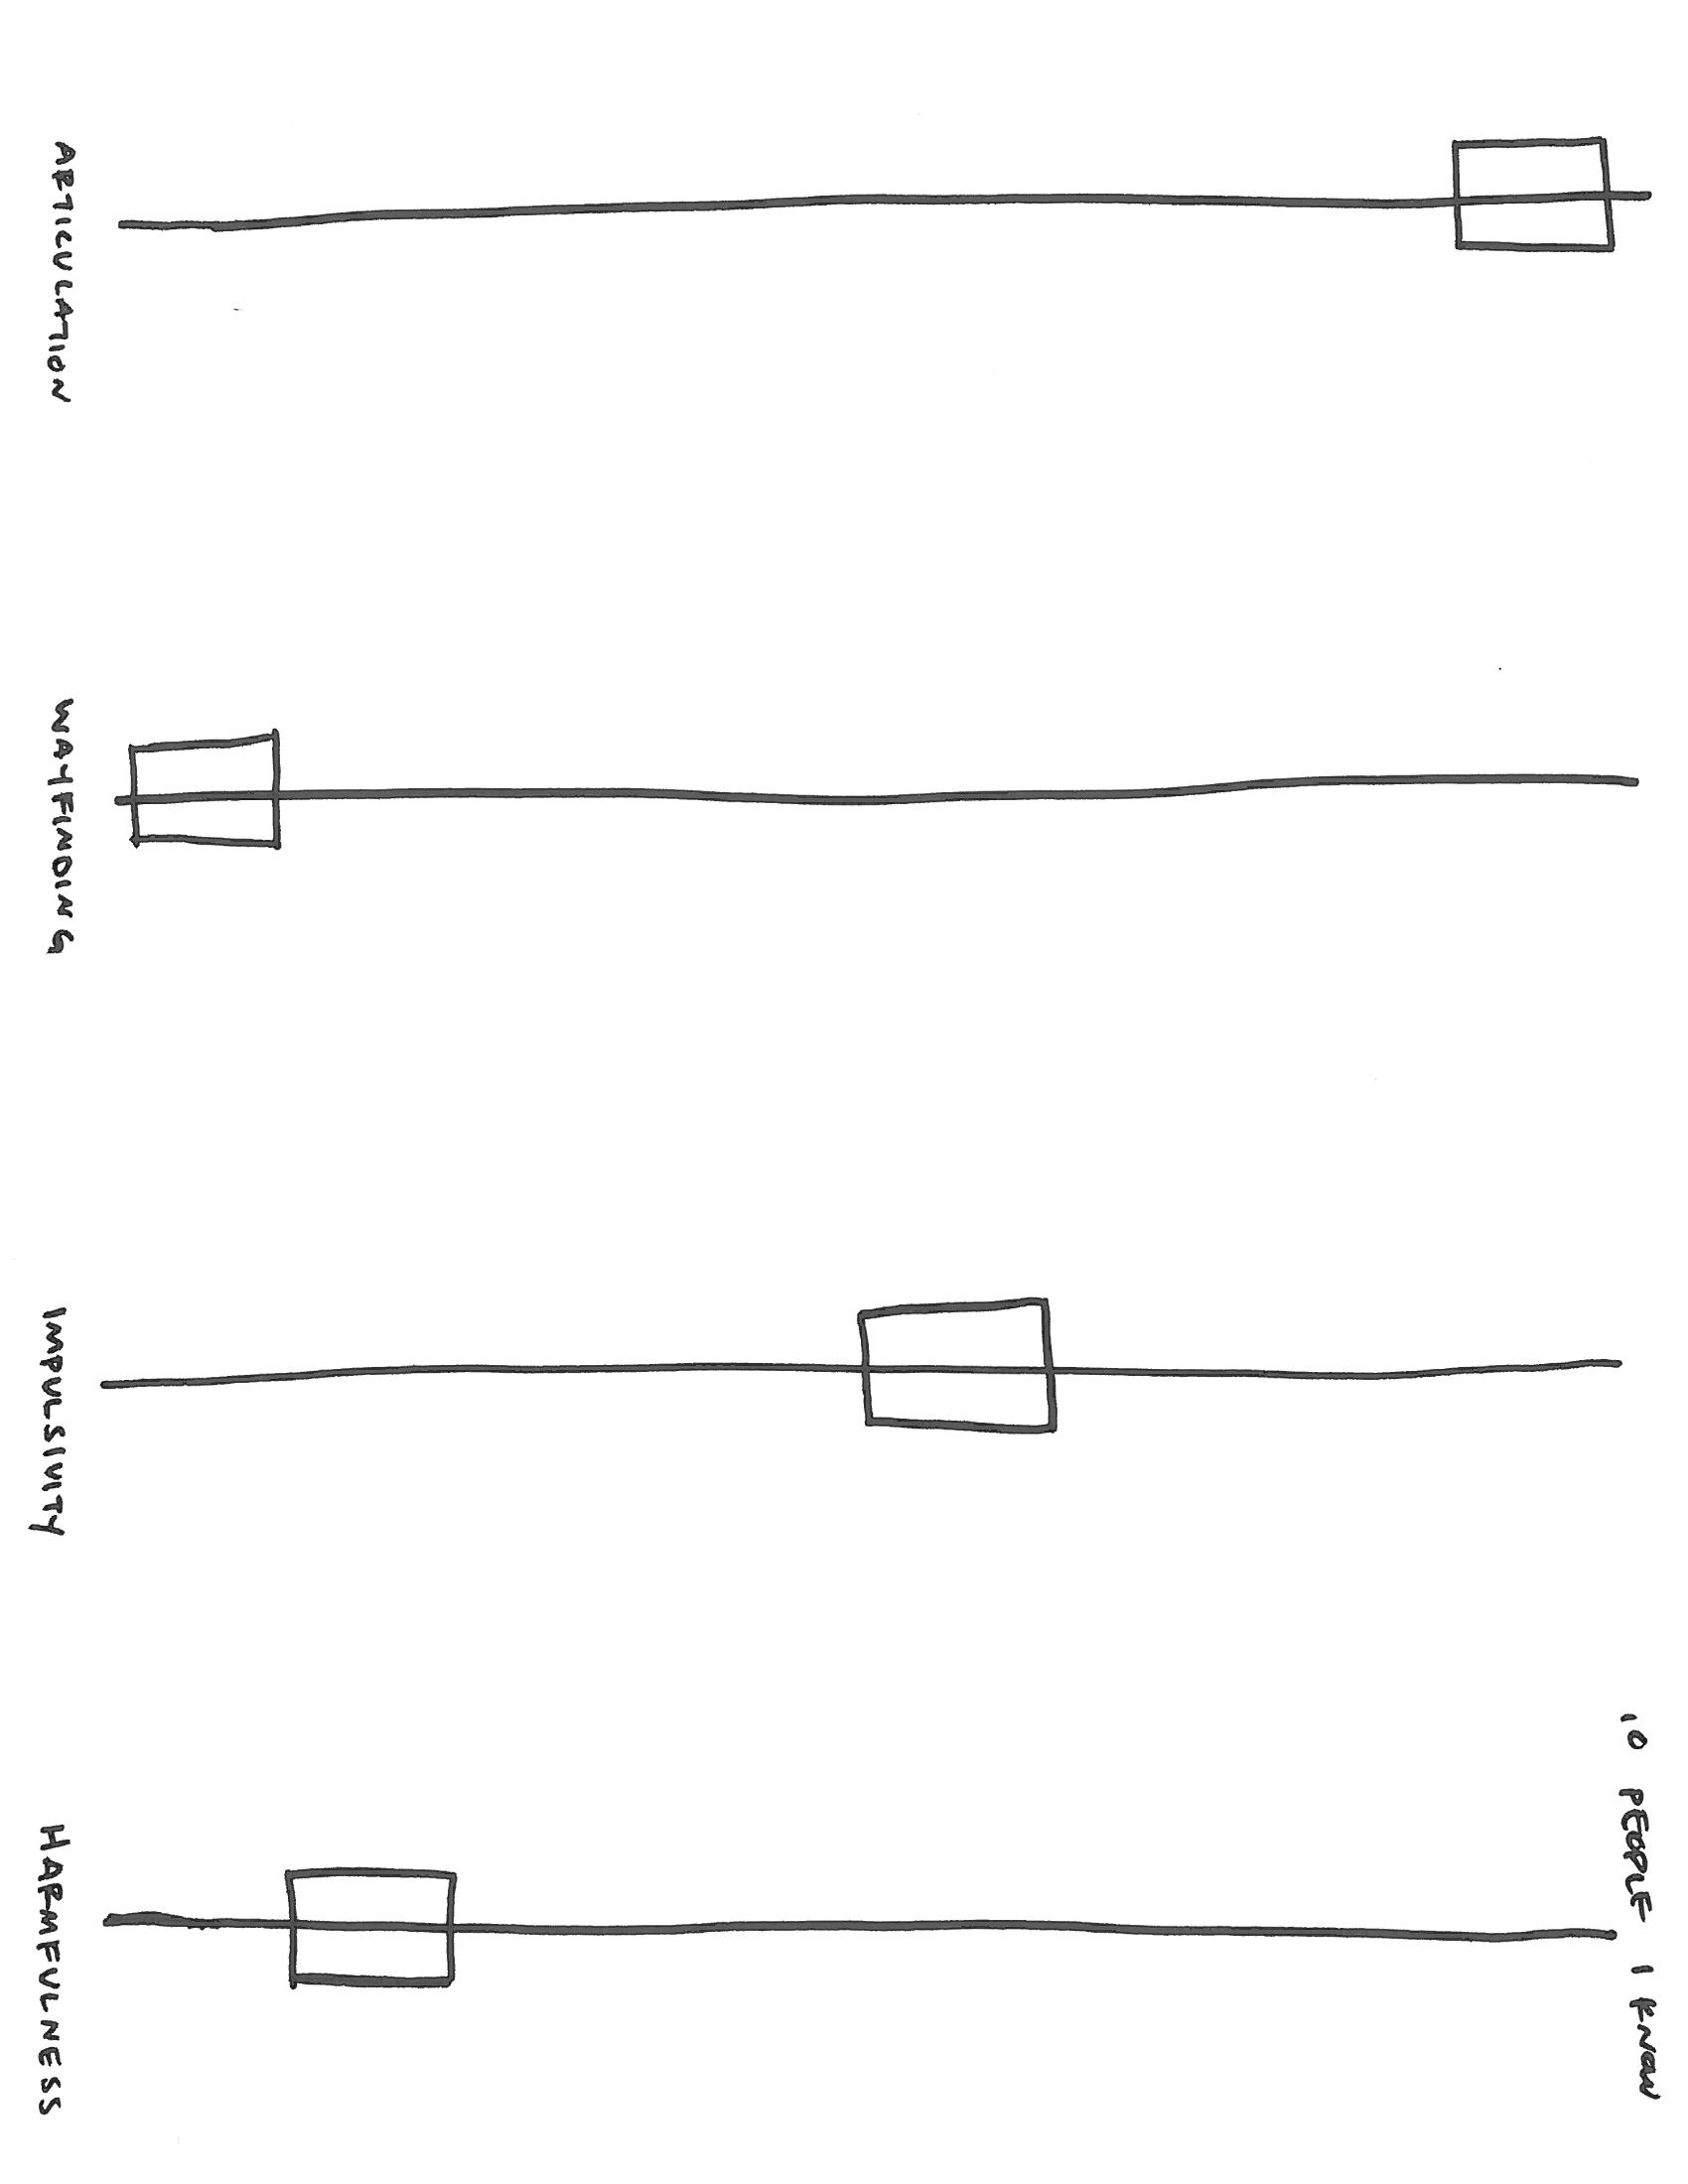 10 PEOPLE I KNOW
ARTICULATION
WAYFINDING
IMPULSIVITY
HARMFULNESS